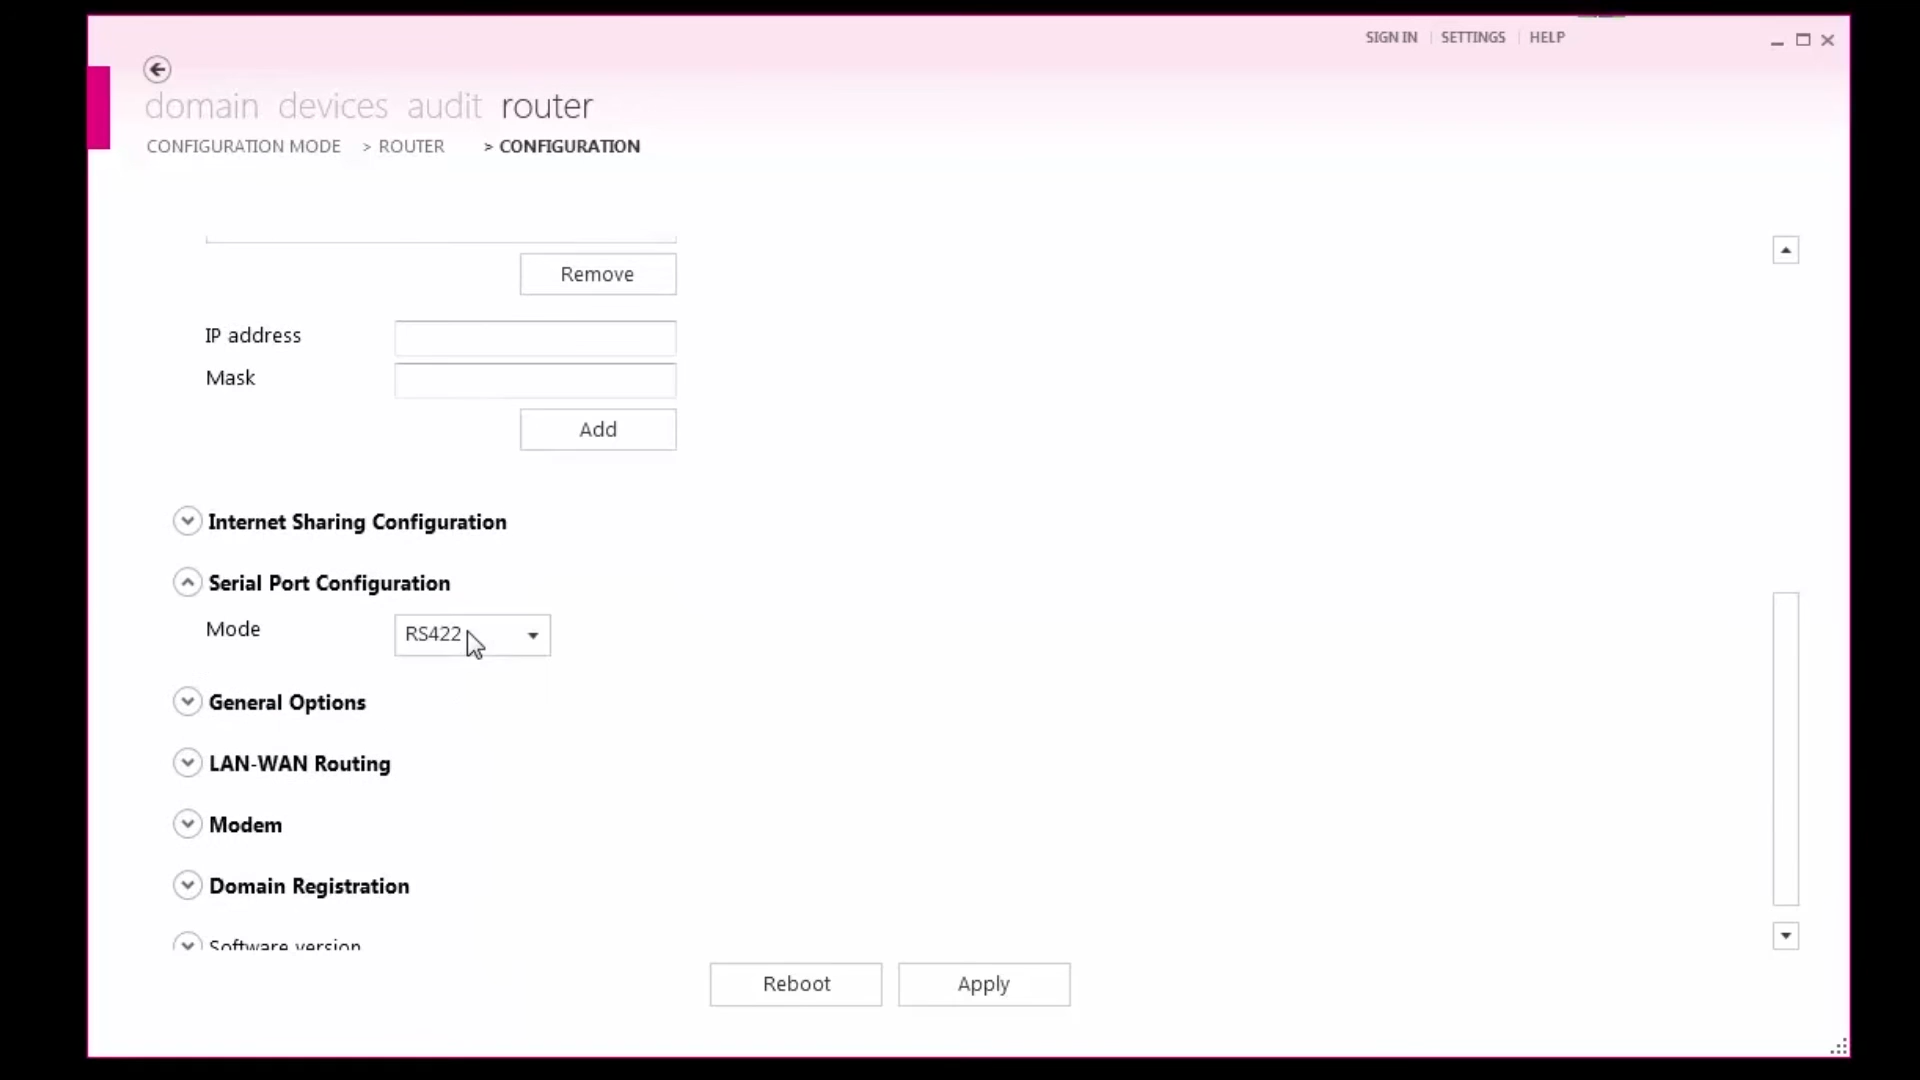 SIGN IN SETTINGS HELP
domain devices audit router
CONFIGURATION MODE > ROUTER > CONFIGURATION
Remove
IP address
Mask
Add
Internet Sharing Configuration
Serial Port Configuration
Mode RS422
General Options
LAN-WAN Routing
Modem
Domain Registration
Software version
Reboot Apply